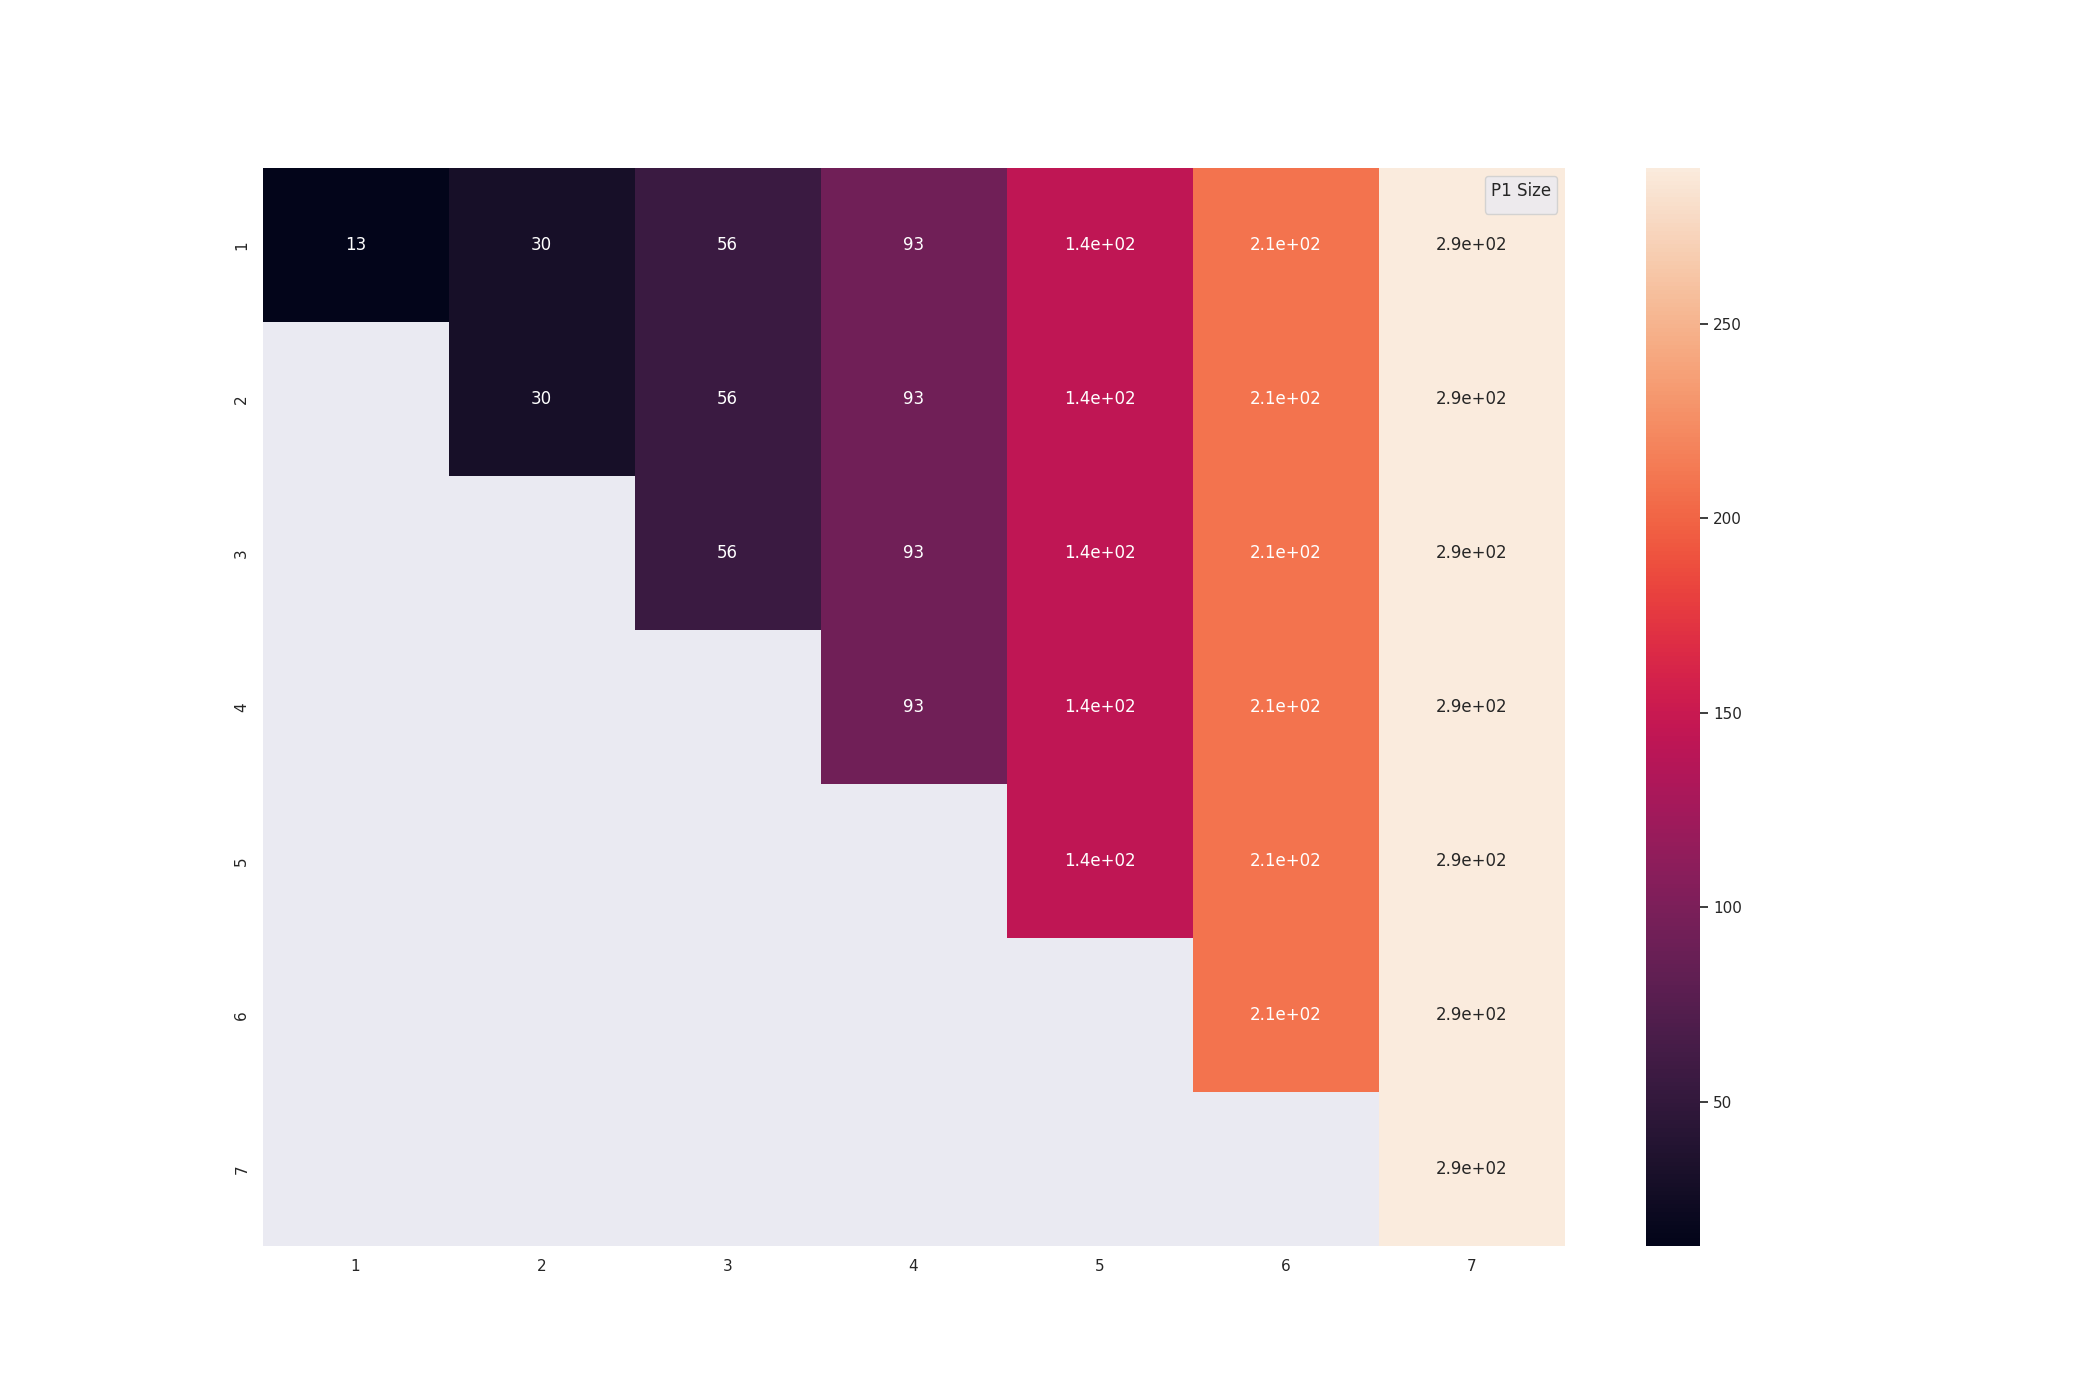 P1 Size
1 13 30 56 93 1.4e+02 2.1e+02 2.9e+02
250
2 30 56 93 1.4e+02 2.1e+02 2.9e+02
200
3 56 93 1.4e+02 2.1e+02 2.9e+02
4 93 1.4e+02 2.1e+02 2.9e+02
150
5 1.4e+02 2.1e+02 2.9e+02
100
6 2.1e+02 2.9e+02
50
7 2.9e+02
1 2 3 4 5 6 7